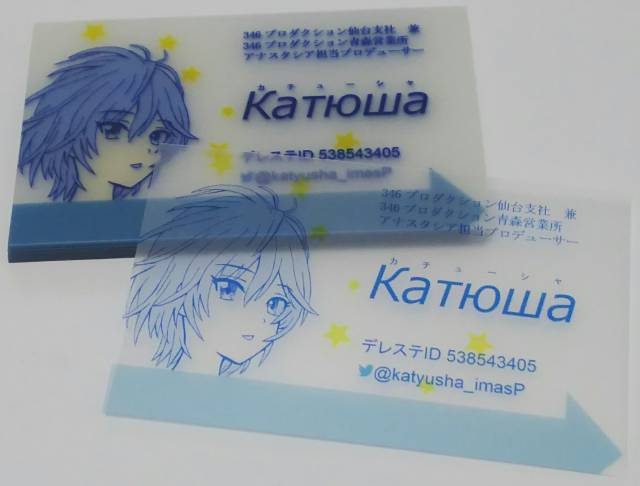 346 プロダクション仙台支社　兼
346 プロダクション青森営業所
アナスタシア担当プロデューサー
カチューシャ
Катюша
デレステID 538543405
@katyusha_imasP
346 プロダクション仙台支社　兼
346 プロダクション青森営業所
アナスタシア担当プロデューサー
カチューシャ
Катюша
デレステID 538543405
@katyusha_imasP